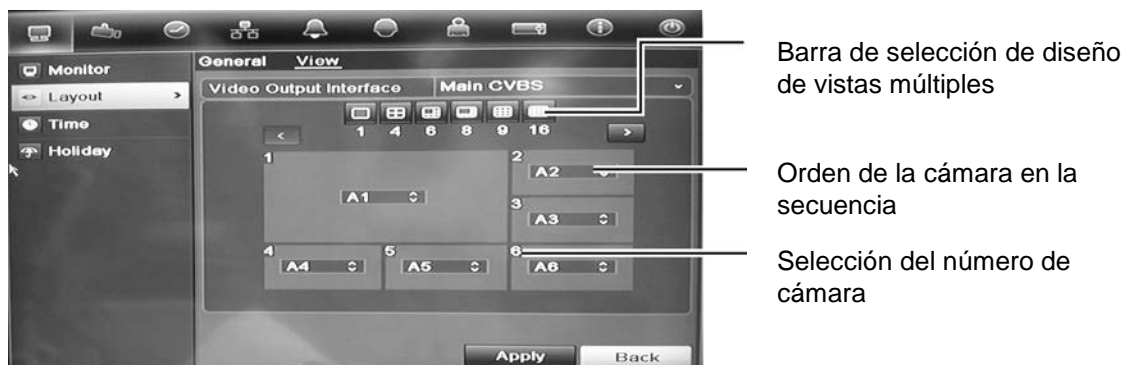 General View
Monitor
Layout >
Time
Holiday
Video Output Interface Main CVBS
1 4 6 8 9 16
< >
1
A1
2
A2
3
A3
4
A4
5
A5
6
A6
Apply Back
Barra de selección de diseño
de vistas múltiples
Orden de la cámara en la
secuencia
Selección del número de
cámara